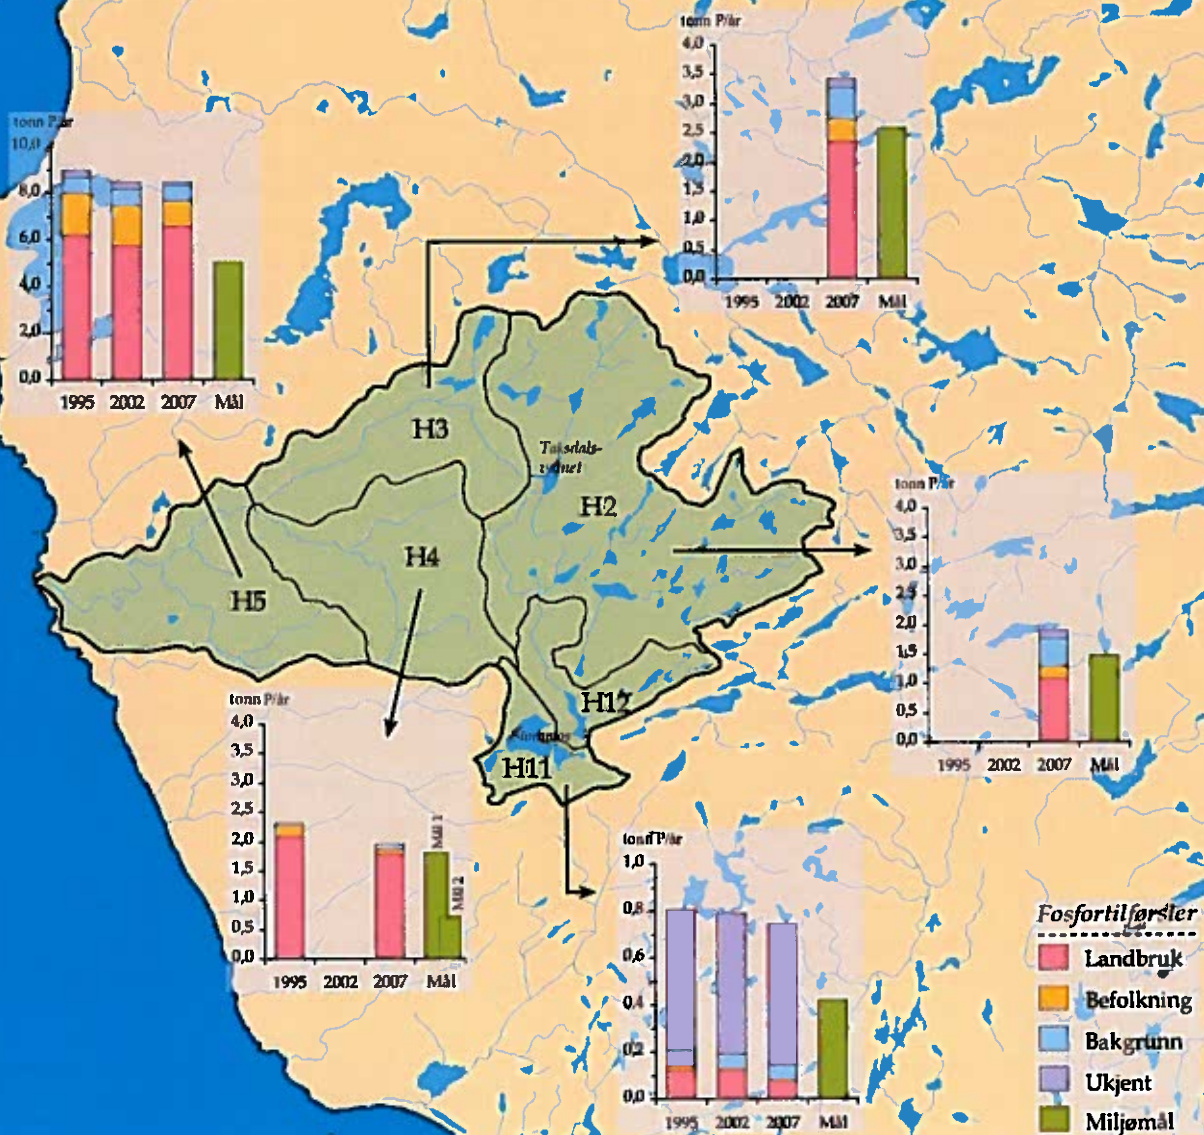 tonn P/år
4,0
3,5
3,0
2,5
2,0
1,5
1,0
0,5
0,0
1995 2002 2007 Mål
tonn P/år
10,0
8,0
6,0
4,0
2,0
0,0
1995 2002 2007 Mål
H3
Taksdals-
vatnet
H2
H4
H5
H12
H11
tonn P/år
4,0
3,5
3,0
2,5
2,0
1,5
1,0
0,5
0,0
1995 2002 2007 Mål
tonn P/år
4,0
3,5
3,0
2,5
2,0
1,5
1,0
0,5
0,0
Mål 1
Mål 2
1995 2002 2007 Mål
tonn P/år
1,0
0,8
0,6
0,4
0,2
0,0
1995 2002 2007 Mål
Fosfortilførsler
Landbruk
Befolkning
Bakgrunn
Ukjent
Miljømål